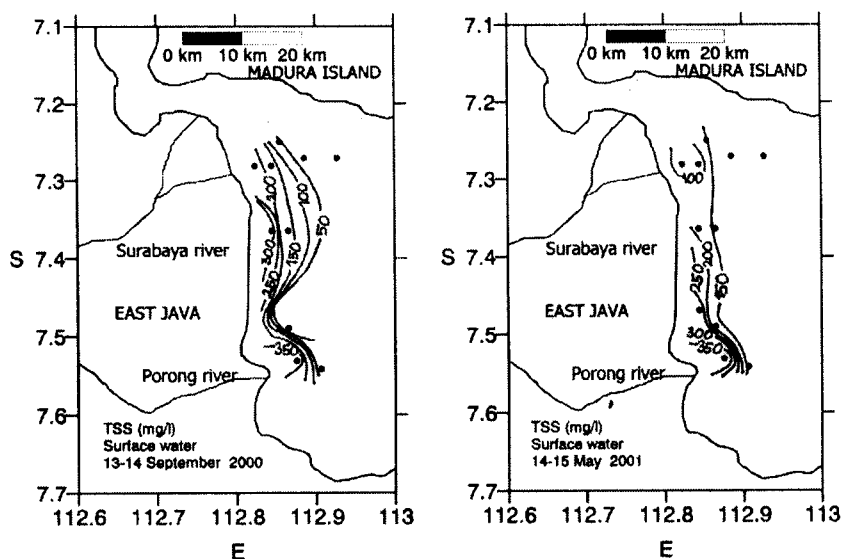 7.1
0 km 10 km 20 km
MADURA ISLAND
7.2
7.3
100
100
150
50
300
250
Surabaya river
S 7.4
EAST JAVA
7.5
350
Porong river
7.6
TSS (mg/l)
Surface water
13-14 September 2000
7.7
112.6 112.7 112.8 112.9 113
E
7.1
0 km 10 km 20 km
MADURA ISLAND
7.2
7.3
100
Surabaya river
200
250
S 7.4
EAST JAVA
7.5
300
350
Porong river
7.6
TSS (mg/l)
Surface water
14-15 May 2001
7.7
112.6 112.7 112.8 112.9 113
E